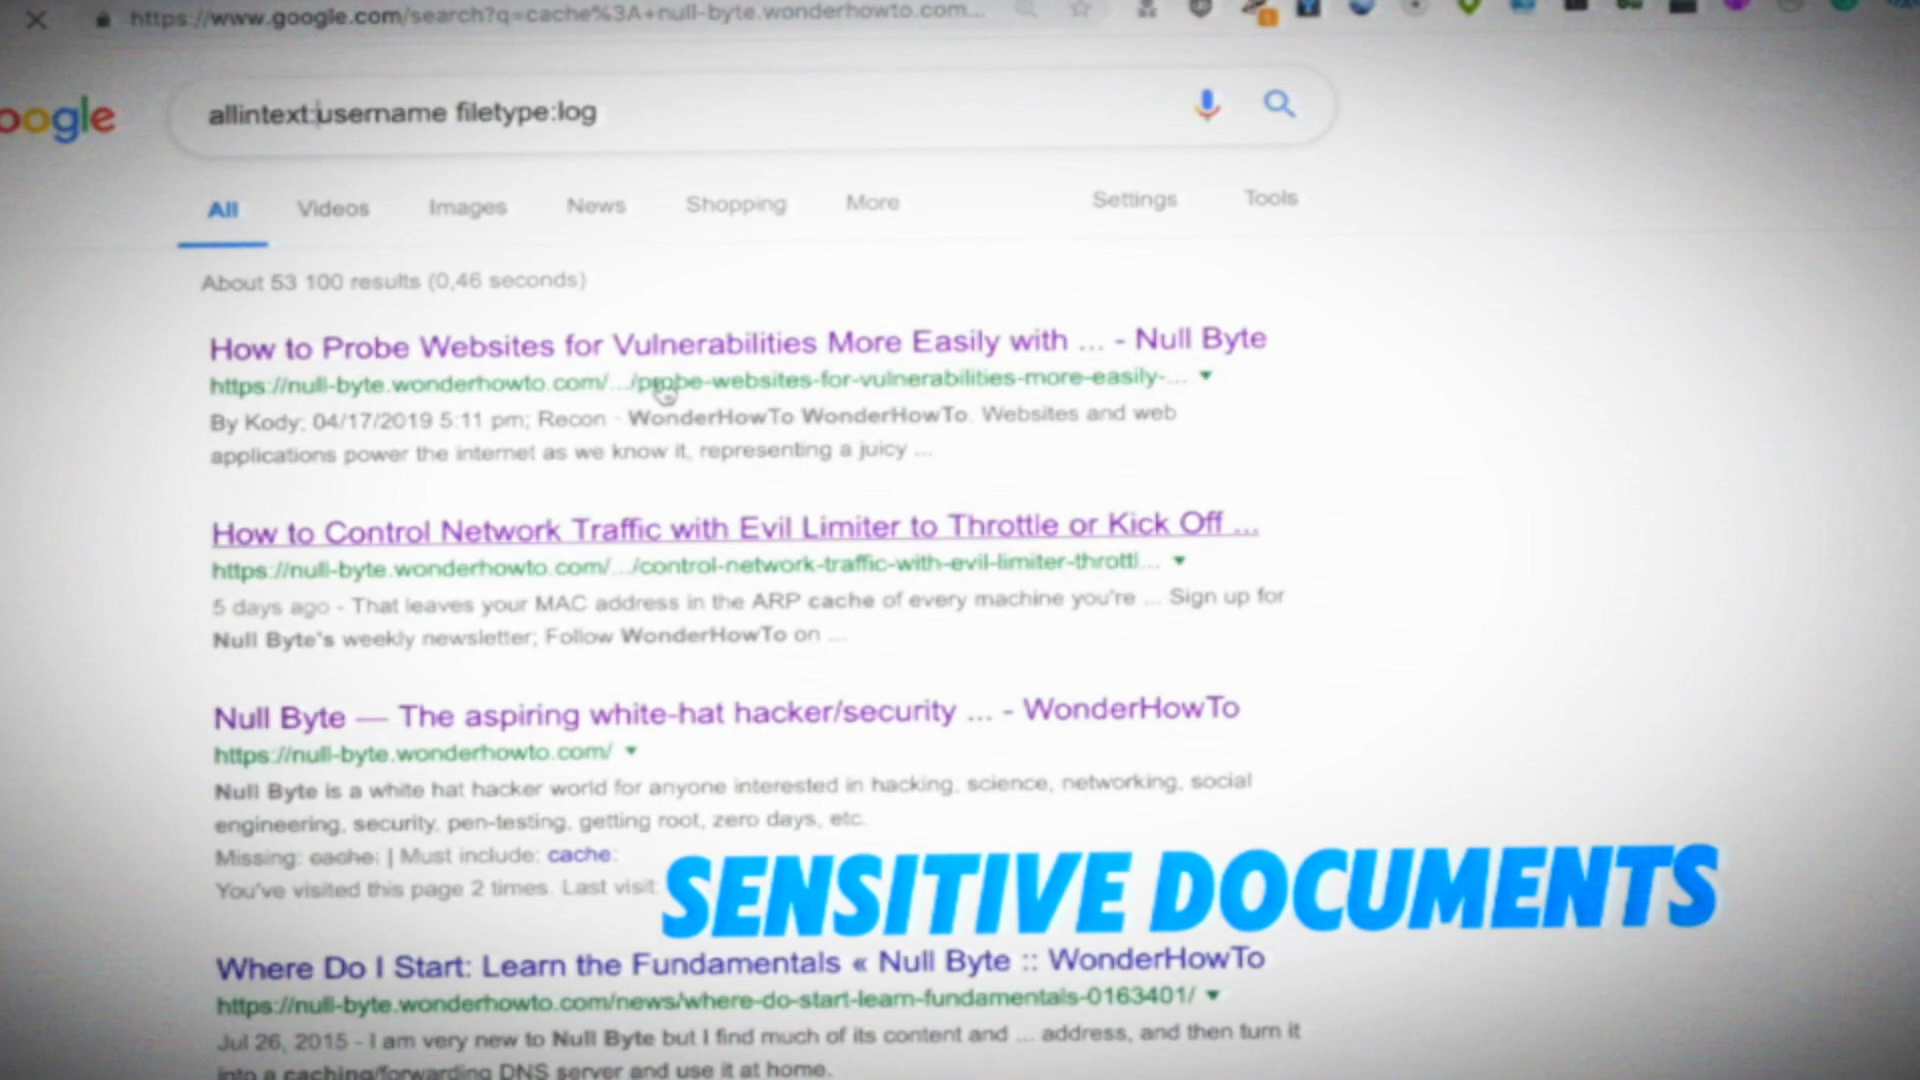 https://www.google.com/search?q=cache%3A+null-byte.wonderhowto.com...
oogle
allintext:username filetype:log
All Videos Images News Shopping More Settings Tools
About 53 100 results (0,46 seconds)
How to Probe Websites for Vulnerabilities More Easily with ... - Null Byte
https://null-byte.wonderhowto.com/.../probe-websites-for-vulnerabilities-more-easily-...
By Kody; 04/17/2019 5:11 pm; Recon · WonderHowTo WonderHowTo. Websites and web
applications power the internet as we know it, representing a juicy ...
How to Control Network Traffic with Evil Limiter to Throttle or Kick Off ...
https://null-byte.wonderhowto.com/.../control-network-traffic-with-evil-limiter-throttl...
5 days ago - That leaves your MAC address in the ARP cache of every machine you're ... Sign up for
Null Byte's weekly newsletter; Follow WonderHowTo on ...
Null Byte — The aspiring white-hat hacker/security ... - WonderHowTo
https://null-byte.wonderhowto.com/
Null Byte is a white hat hacker world for anyone interested in hacking, science, networking, social
engineering, security, pen-testing, getting root, zero days, etc.
Missing: cache: | Must include: cache:
You've visited this page 2 times. Last visit:
SENSITIVE DOCUMENTS
Where Do I Start: Learn the Fundamentals « Null Byte :: WonderHowTo
https://null-byte.wonderhowto.com/news/where-do-start-learn-fundamentals-0163401/
Jul 26, 2015 - I am very new to Null Byte but I find much of its content and ... address, and then turn it
into a caching/forwarding DNS server and use it at home.